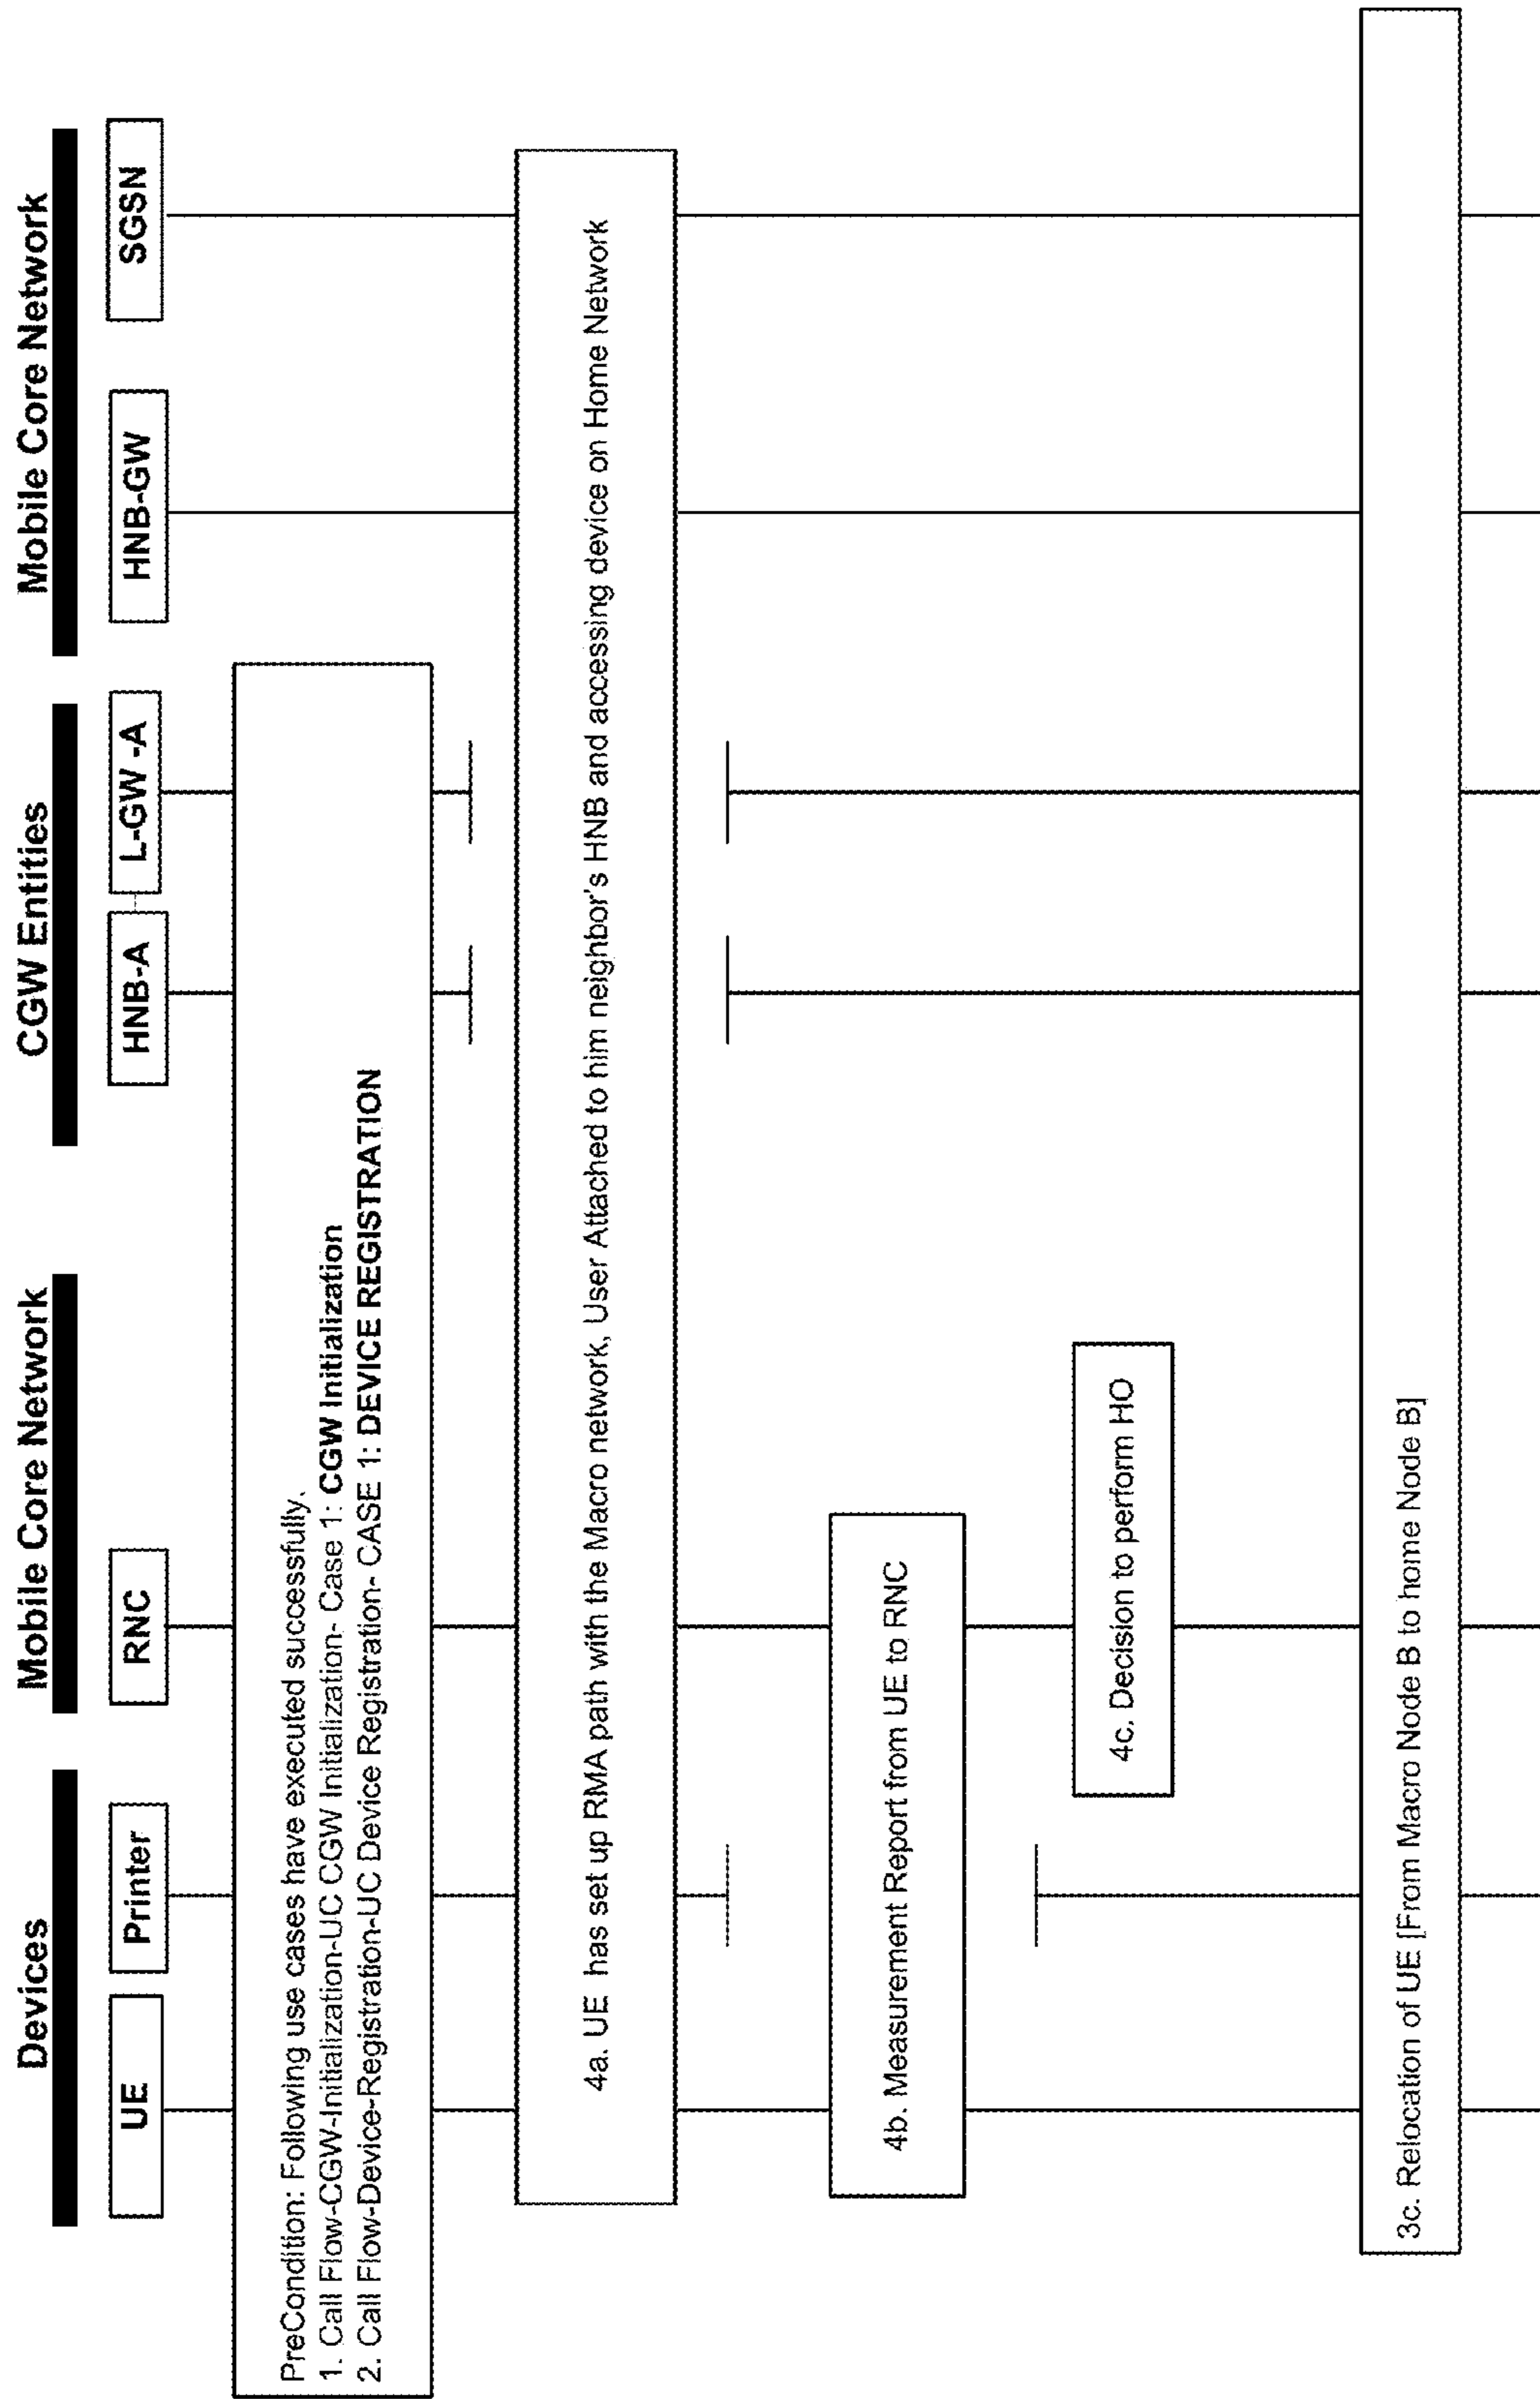 Devices
Mobile Core Network
CGW Entities
Mobile Core Network
UE
Printer
RNC
HNB-A
L-GW -A
HNB-GW
SGSN
PreCondition: Following use cases have executed successfully.
1. Call Flow-CGW-Initialization-UC CGW Initialization- Case 1: CGW Initialization
2. Call Flow-Device-Registration-UC Device Registration- CASE 1: DEVICE REGISTRATION
4a. UE has set up RMA path with the Macro network, User Attached to him neighbor's HNB and accessing device on Home Network
4b. Measurement Report from UE to RNC
4c. Decision to perform HO
3c. Relocation of UE [From Macro Node B to home Node B]